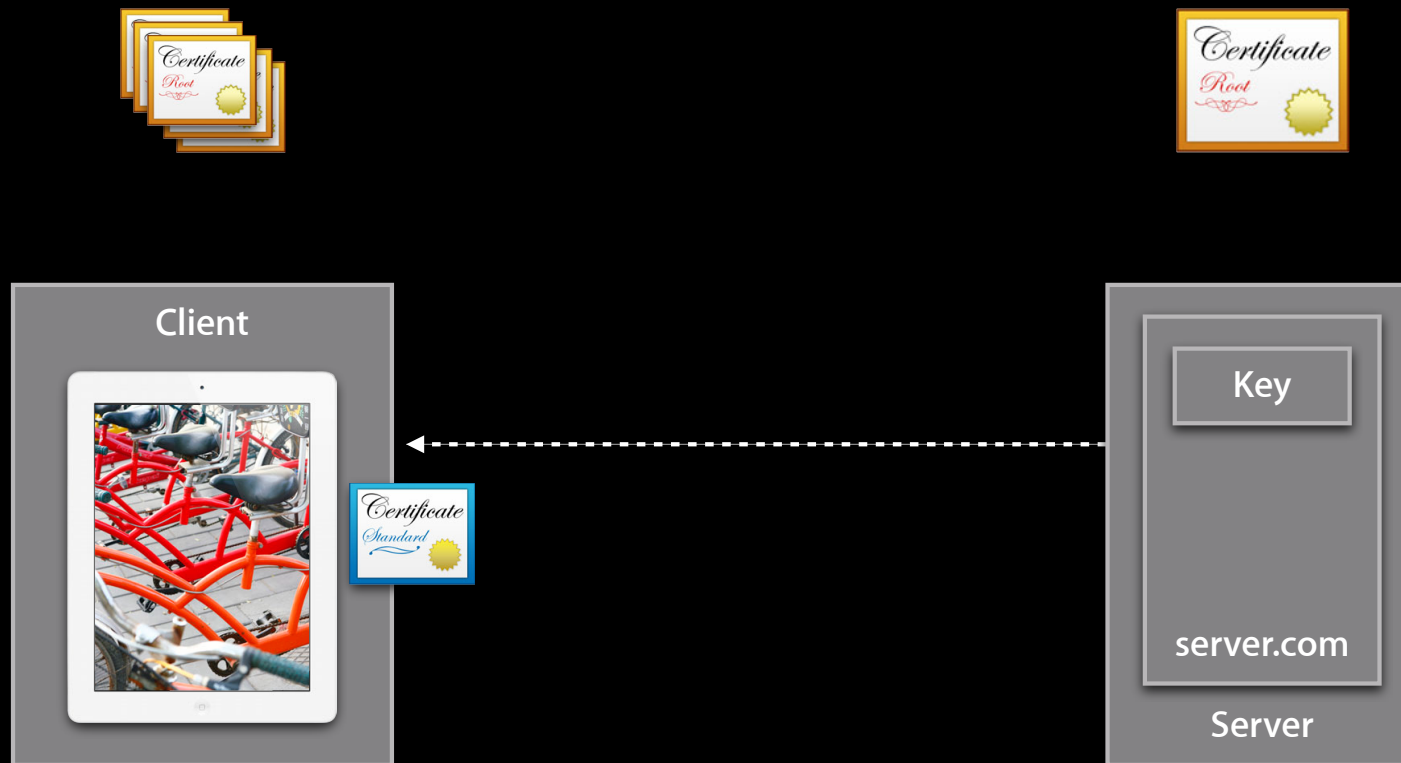 Certificate
Root
Certificate
Root
Client
Key
Certificate
Standard
server.com
Server